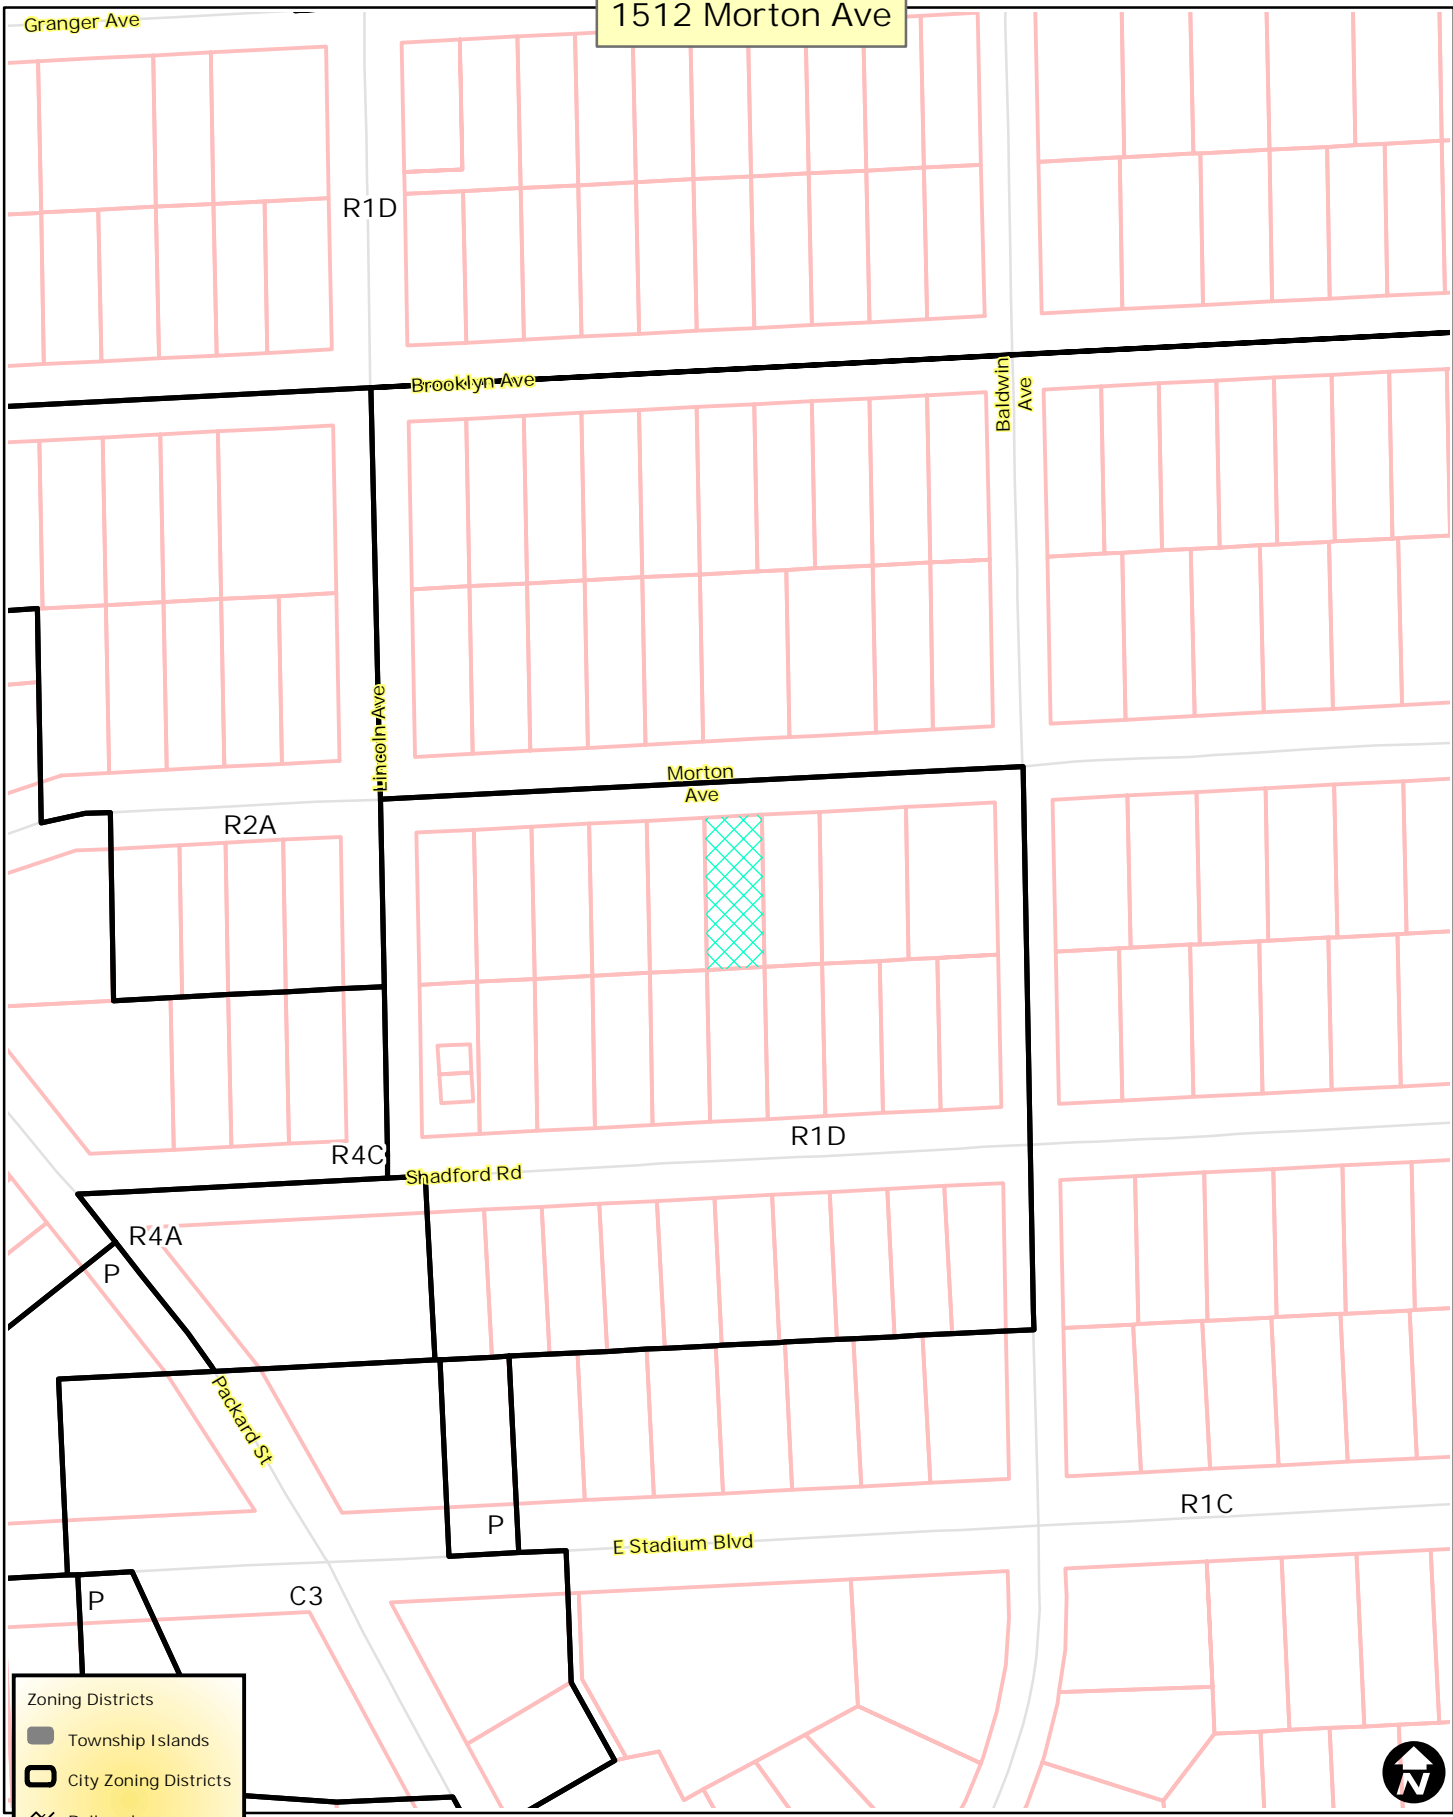 1512 Morton Ave
Granger Ave
R1D
Brooklyn Ave
Baldwin
Ave
Lincoln Ave
Morton
Ave
R2A
R1D
R4C
Shadford Rd
R4A
P
Packard St
R1C
P
E Stadium Blvd
C3
P
Zoning Districts
Township Islands
City Zoning Districts
N